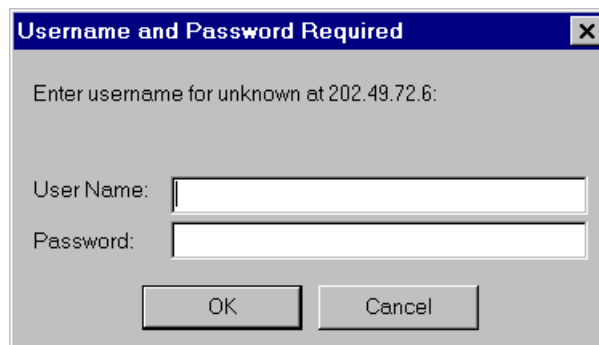 Username and Password Required
Enter username for unknown at 202.49.72.6:
User Name:
Password:
OK Cancel